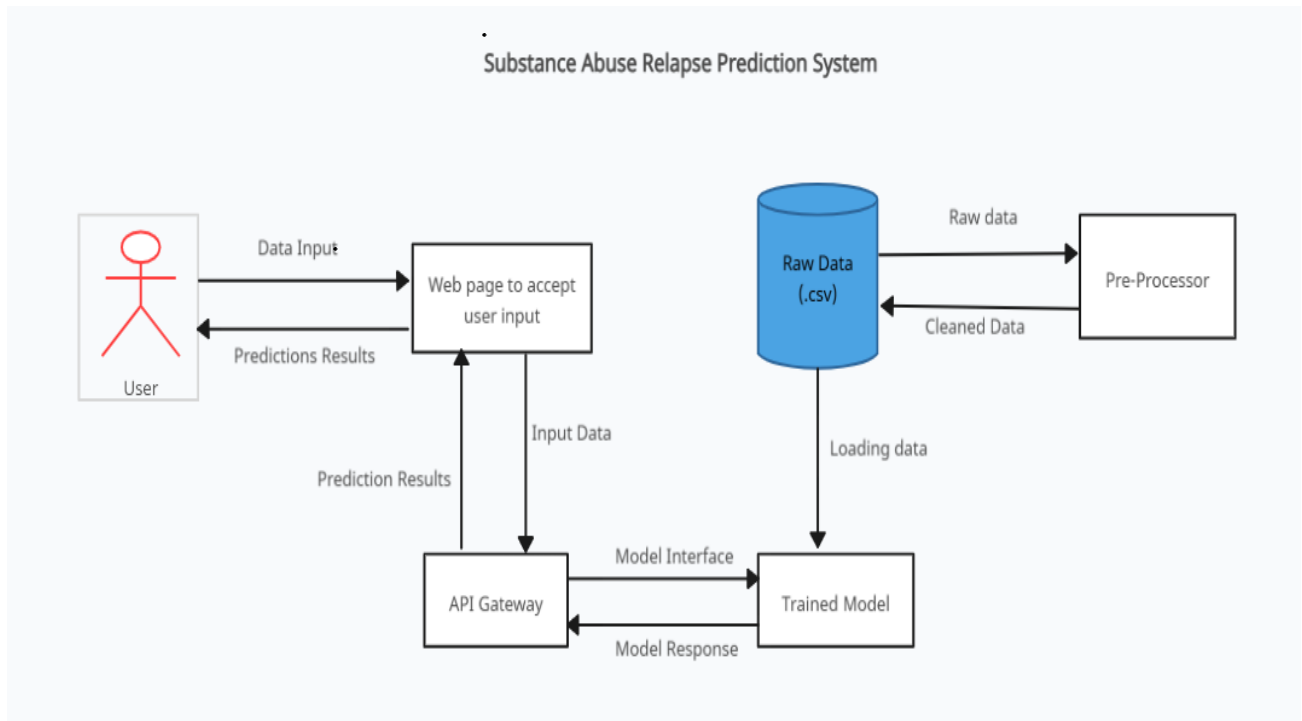 Substance Abuse Relapse Prediction System
Data Input
Predictions Results
User
Web page to accept
user input
Input Data
Prediction Results
API Gateway
Model Interface
Model Response
Trained Model
Loading data
Raw Data
(.csv)
Raw data
Cleaned Data
Pre-Processor